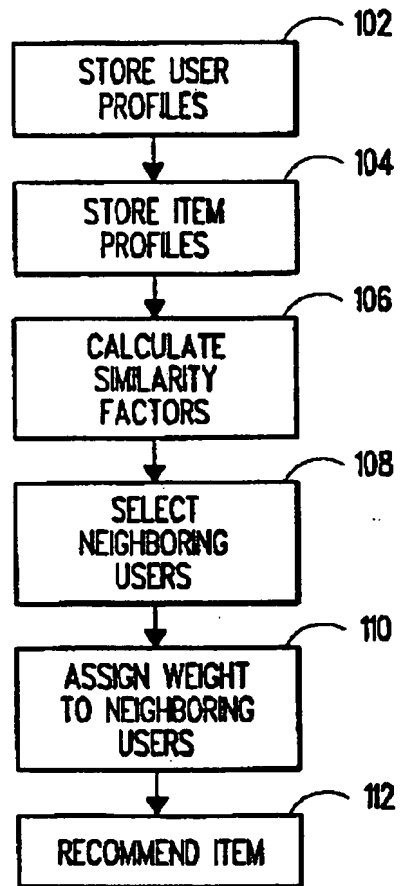 102
STORE USER
PROFILES
104
STORE ITEM
PROFILES
106
CALCULATE
SIMILARITY
FACTORS
108
SELECT
NEIGHBORING
USERS
110
ASSIGN WEIGHT
TO NEIGHBORING
USERS
112
RECOMMEND ITEM